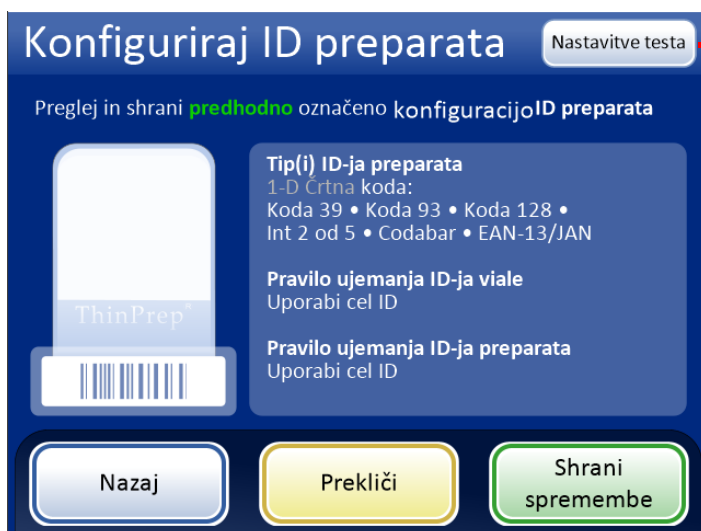 Konfiguriraj ID preparata
Nastavitve testa
Preglej in shrani predhodno označeno konfiguracijoID preparata
Tip(i) ID-ja preparata
1-D Črtna koda:
Koda 39 • Koda 93 • Koda 128 •
Int 2 od 5 • Codabar • EAN-13/JAN
Pravilo ujemanja ID-ja viale
Uporabi cel ID
Pravilo ujemanja ID-ja preparata
Uporabi cel ID
ThinPrep®
Nazaj
Prekliči
Shrani
spremembe